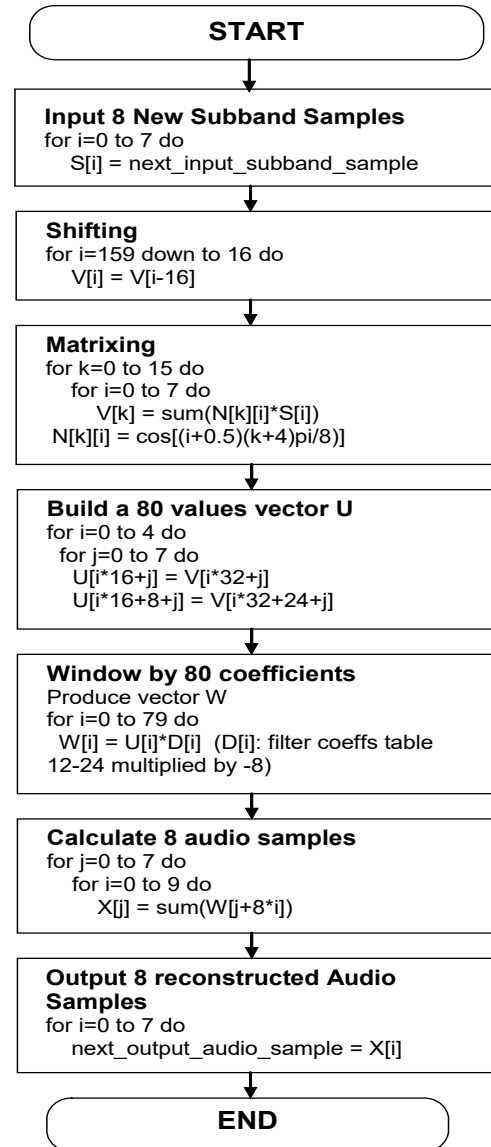 START
Input 8 New Subband Samples
for i=0 to 7 do
S[i] = next_input_subband_sample
Shifting
for i=159 down to 16 do
V[i] = V[i-16]
Matrixing
for k=0 to 15 do
for i=0 to 7 do
V[k] = sum(N[k][i]*S[i])
N[k][i] = cos[(i+0.5)(k+4)pi/8)]
Build a 80 values vector U
for i=0 to 4 do
for j=0 to 7 do
U[i*16+j] = V[i*32+j]
U[i*16+8+j] = V[i*32+24+j]
Window by 80 coefficients
Produce vector W
for i=0 to 79 do
W[i] = U[i]*D[i]  (D[i]: filter coeffs table
12-24 multiplied by -8)
Calculate 8 audio samples
for j=0 to 7 do
for i=0 to 9 do
X[j] = sum(W[j+8*i])
Output 8 reconstructed Audio
Samples
for i=0 to 7 do
next_output_audio_sample = X[i]
END